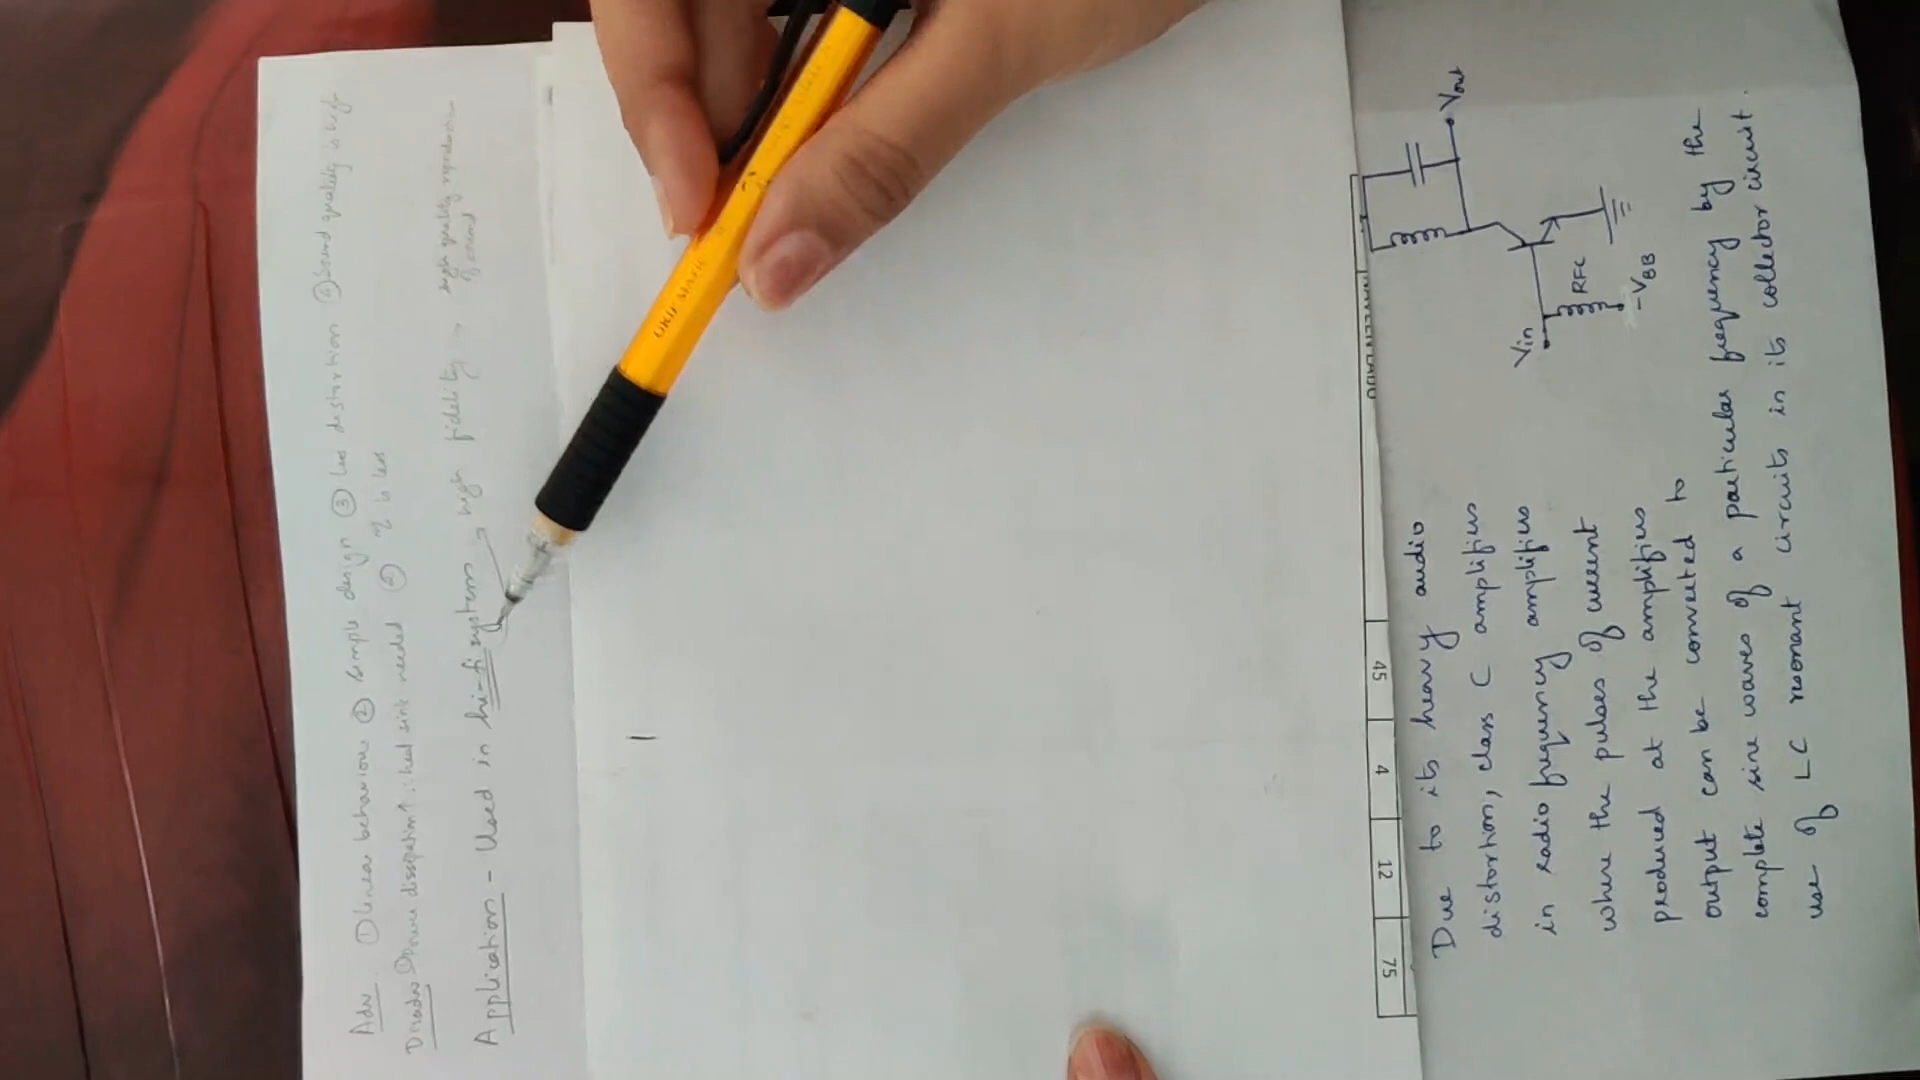 Adv. ① linear behaviour ② Simple design ③ less distortion ④ Sound quality is high
Disadv ① Power dissipation↑ ∴ heat sink needed ② η is less
Application - Used in hi-fi systems → high fidelity → high quality reproduction
of sound
45
4
12
75
Vout
RFC
Vin
-VBB
Due to its heavy audio
distortion, class C amplifiers
in radio frequency amplifiers
where the pulses of current
produced at the amplifiers
output can be converted to
complete sine waves of a particular frequency by the
use of LC resonant circuits in its collector circuit.